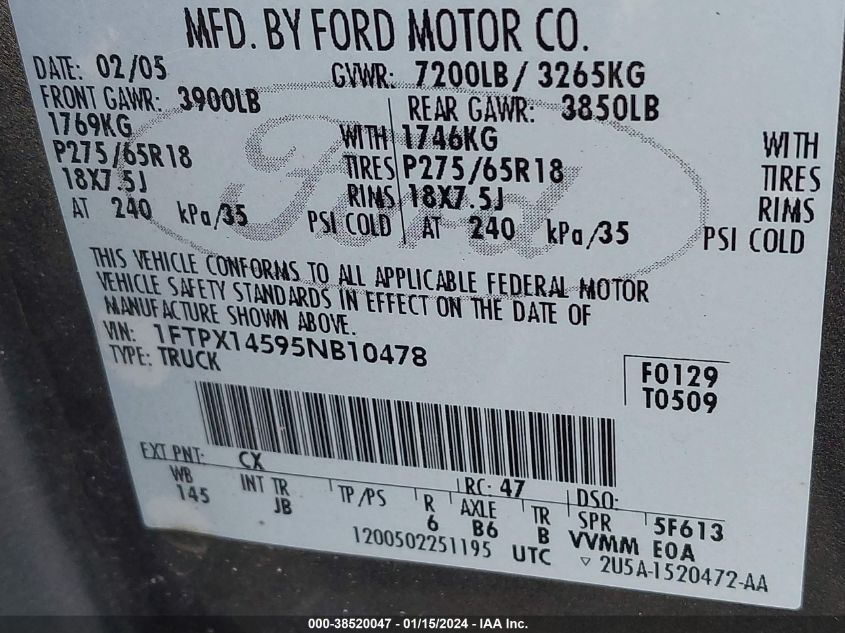 MFD. BY FORD MOTOR CO.
DATE: 02/05 GVWR: 7200LB/ 3265KG
FRONT GAWR: 3900LB REAR GAWR: 3850LB
1769KG WITH 1746KG WITH
P275/65R18 TIRES P275/65R18 TIRES
18X7.5J RIMS 18X7.5J RIMS
AT 240 kPa/35 PSI COLD AT 240 kPa/35 PSI COLD
Ford
THIS VEHICLE CONFORMS TO ALL APPLICABLE FEDERAL MOTOR
VEHICLE SAFETY STANDARDS IN EFFECT ON THE DATE OF
MANUFACTURE SHOWN ABOVE.
VIN: 1FTPX14595NB10478
TYPE: TRUCK
F0129
T0509
EXT PNT: CX RC: 47 DSO:
WB INT TR TP/PS R AXLE TR SPR 5F613
145 JB 6 B6 B VVMM E0A
1200502251195 UTC ▽ 2U5A-1520472-AA
000-38520047 - 01/15/2024 - IAA Inc.